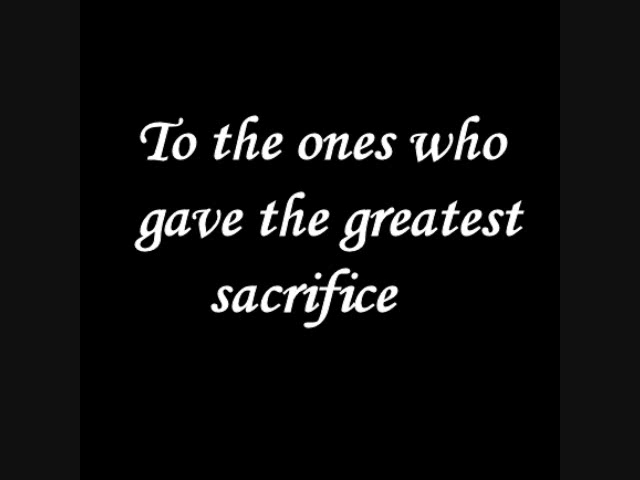 To the ones who
gave the greatest
sacrifice